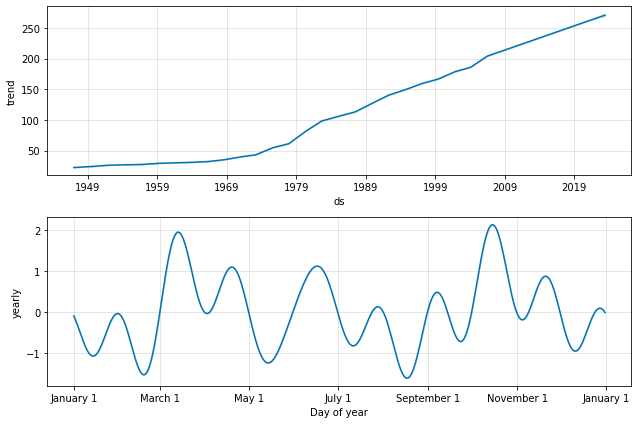 250
200
150
100
50
trend
1949 1959 1969 1979 1989 1999 2009 2019
ds
2
1
0
−1
yearly
January 1 March 1 May 1 July 1 September 1 November 1 January 1
Day of year